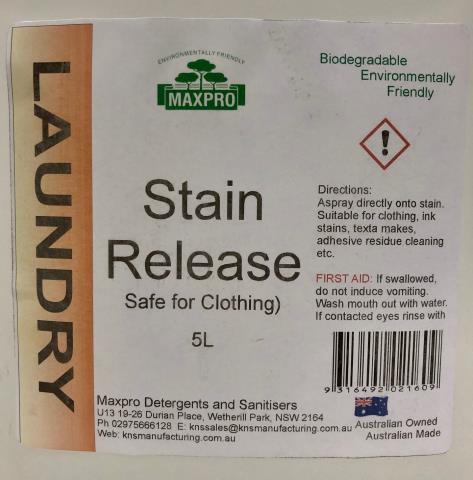 LAUNDRY
ENVIRONMENTALLY FRIENDLY
MAXPRO
Biodegradable
Environmentally
Friendly
Stain
Release
Safe for Clothing)
5L
Directions:
Aspray directly onto stain.
Suitable for clothing, ink
stains, texta makes,
adhesive residue cleaning
etc.
FIRST AID: If swallowed,
do not induce vomiting.
Wash mouth out with water.
If contacted eyes rinse with
9 316492 021609
Maxpro Detergents and Sanitisers
U13 19-26 Durian Place, Wetherill Park, NSW 2164
Ph 02975666128 E: knssales@knsmanufacturing.com.au
Web: knsmanufacturing.com.au
Australian Owned
Australian Made